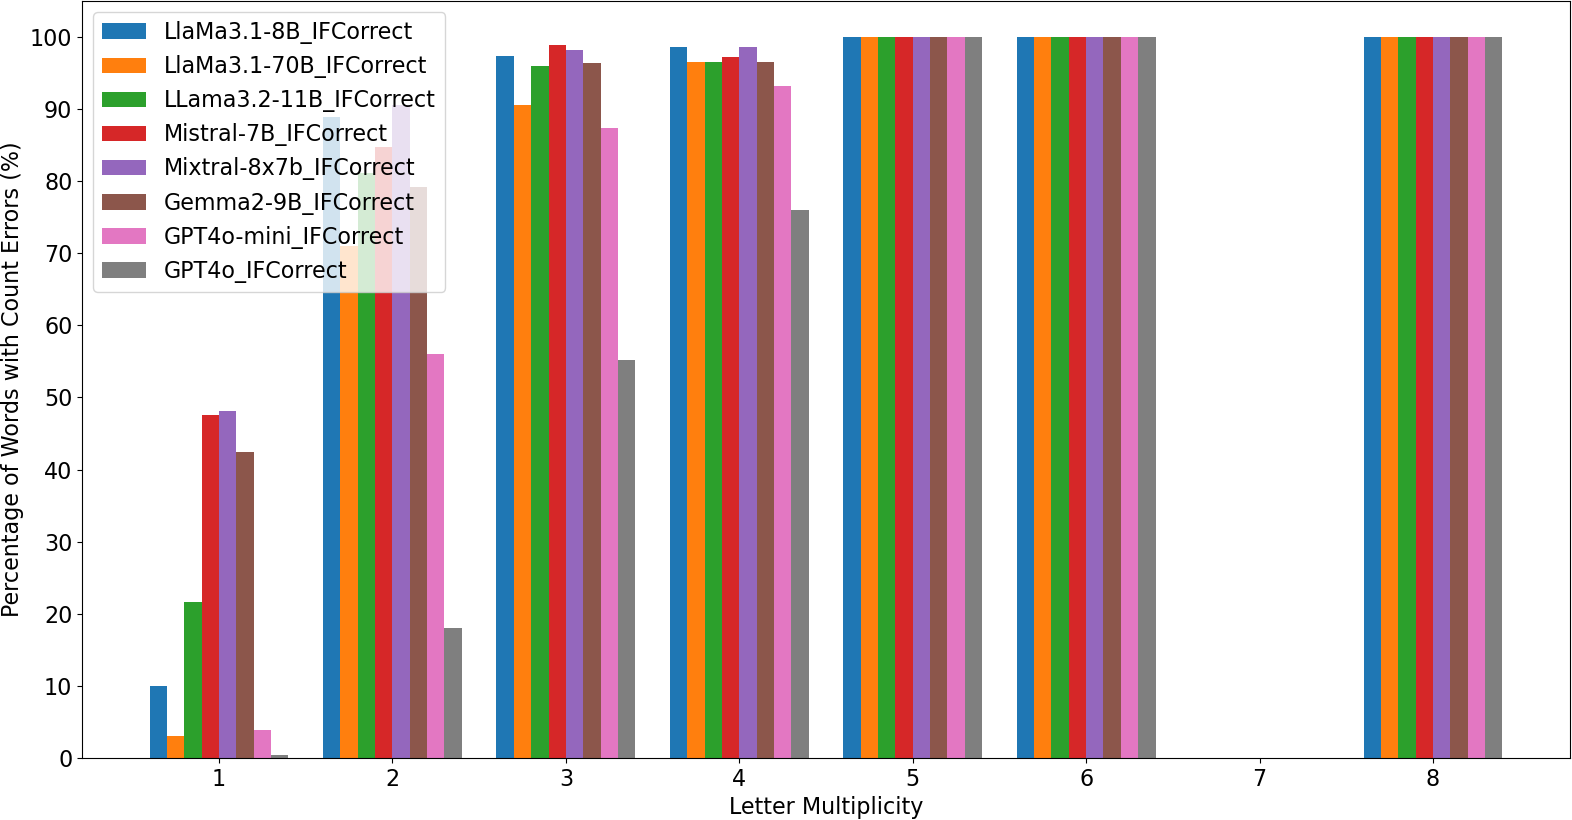 LlaMa3.1-8B_IFCorrect
LlaMa3.1-70B_IFCorrect
LLama3.2-11B_IFCorrect
Mistral-7B_IFCorrect
Mixtral-8x7b_IFCorrect
Gemma2-9B_IFCorrect
GPT4o-mini_IFCorrect
GPT4o_IFCorrect
Percentage of Words with Count Errors (%)
100
90
80
70
60
50
40
30
20
10
0
1 2 3 4 5 6 7 8
Letter Multiplicity